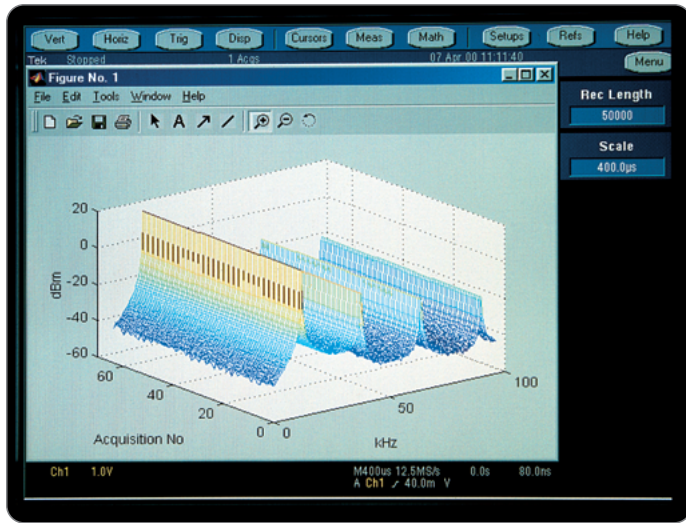 Vert Horiz Trig Disp Cursors Meas Math Setups Refs Help
Tek Stopped 1 Acqs 07 Apr 00 11:11:40
Menu
Figure No. 1
File Edit Tools Window Help
A
Rec Length
50000
Scale
400.0µs
20
0
-20
-40
-60
dBm
60
40
20
0
Acquisition No
0
50
100
kHz
Ch1 1.0V M400us 12.5MS/s 0.0s 80.0ns
A Ch1 ⁄ 40.0m V